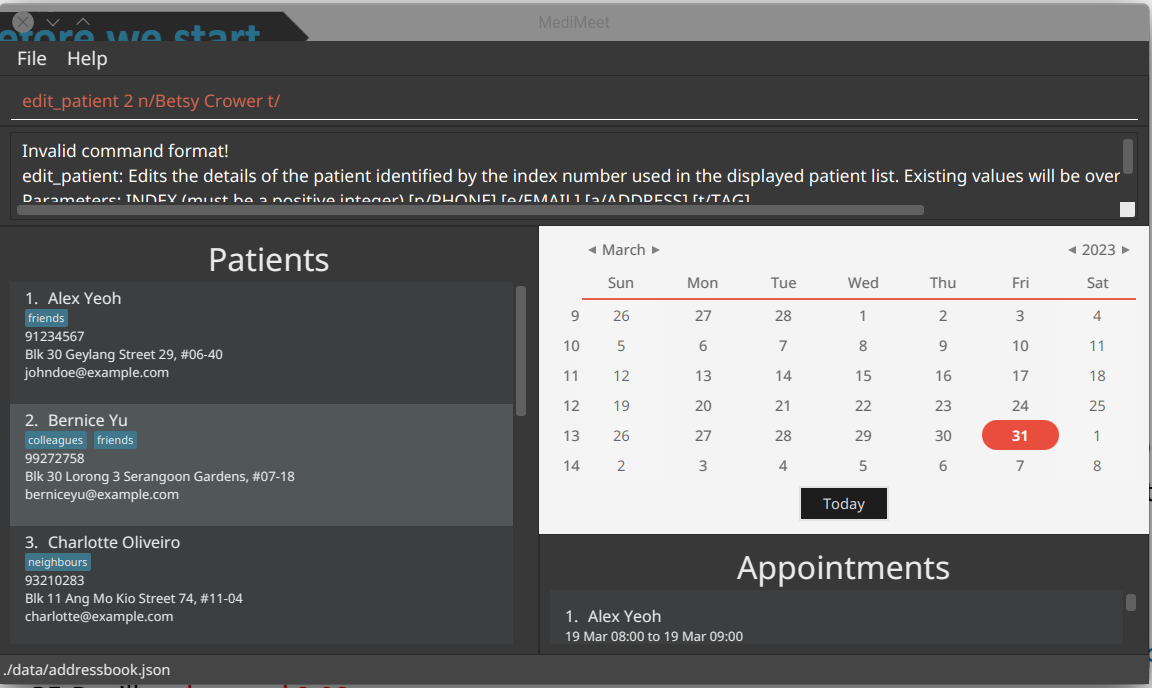 MediMeet
efore we start
File Help
edit_patient 2 n/Betsy Crower t/
Invalid command format!
edit_patient: Edits the details of the patient identified by the index number used in the displayed patient list. Existing values will be over
Parameters: INDEX (must be a positive integer) [p/PHONE] [e/EMAIL] [a/ADDRESS] [t/TAG]
Patients
1. Alex Yeoh
friends
91234567
Blk 30 Geylang Street 29, #06-40
johndoe@example.com
2. Bernice Yu
colleagues friends
99272758
Blk 30 Lorong 3 Serangoon Gardens, #07-18
berniceyu@example.com
3. Charlotte Oliveiro
neighbours
93210283
Blk 11 Ang Mo Kio Street 74, #11-04
charlotte@example.com
◀ March ▶ ◀ 2023 ▶
Sun Mon Tue Wed Thu Fri Sat
9 26 27 28 1 2 3 4
10 5 6 7 8 9 10 11
11 12 13 14 15 16 17 18
12 19 20 21 22 23 24 25
13 26 27 28 29 30 31 1
14 2 3 4 5 6 7 8
Today
Appointments
1. Alex Yeoh
19 Mar 08:00 to 19 Mar 09:00
./data/addressbook.json